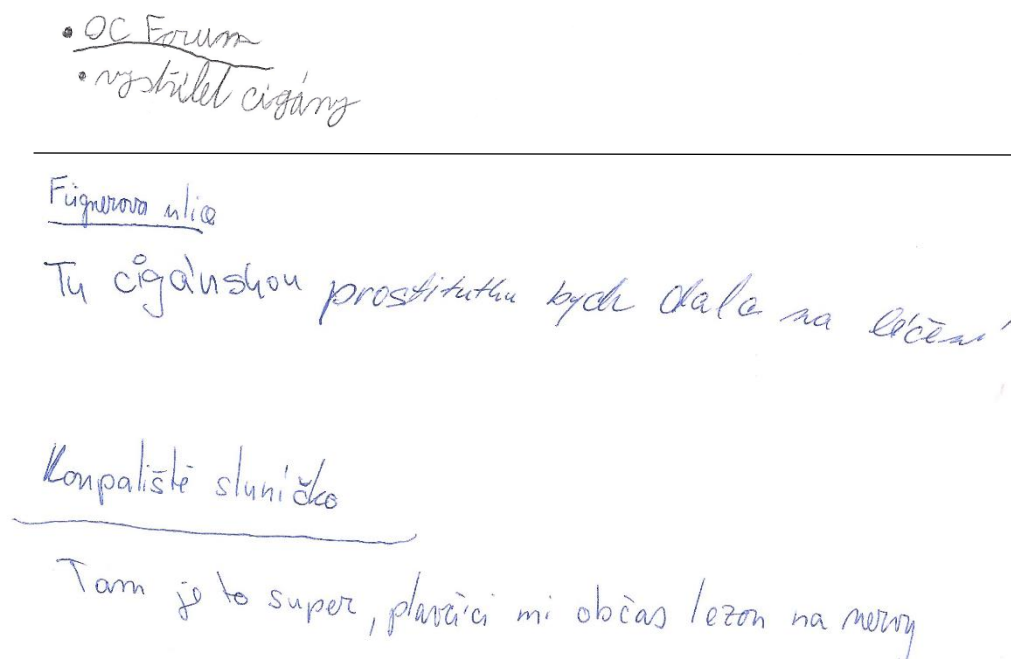 • OC Forum
• vystřílet cigány
Fügnerova ulice
Tu cigánskou prostitutku bych dala na léčení
Koupaliště sluníčko
Tam je to super, plavčíci mi občas lezou na nervy